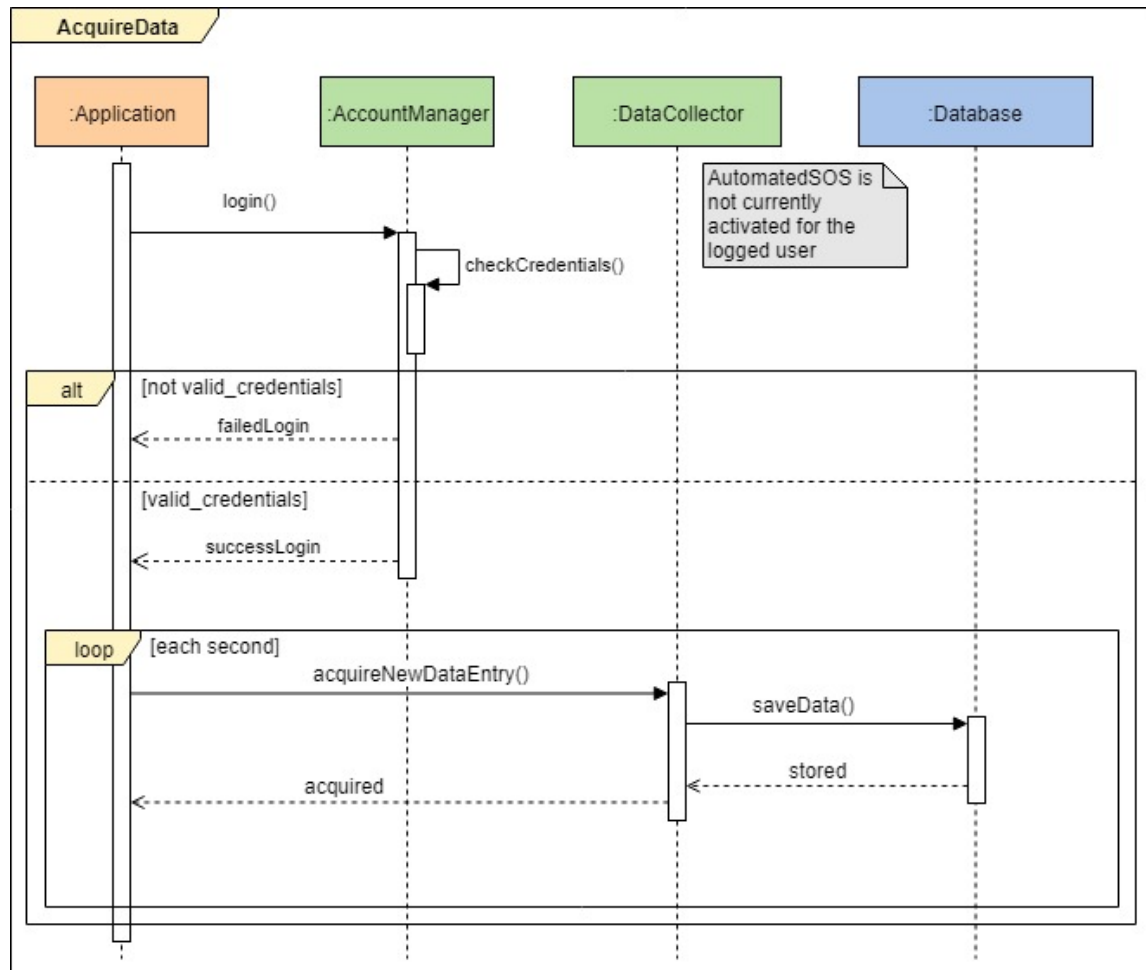 AcquireData
:Application
:AccountManager
:DataCollector
:Database
AutomatedSOS is
not currently
activated for the
logged user
login()
checkCredentials()
alt
[not valid_credentials]
failedLogin
[valid_credentials]
successLogin
loop
[each second]
acquireNewDataEntry()
saveData()
stored
acquired